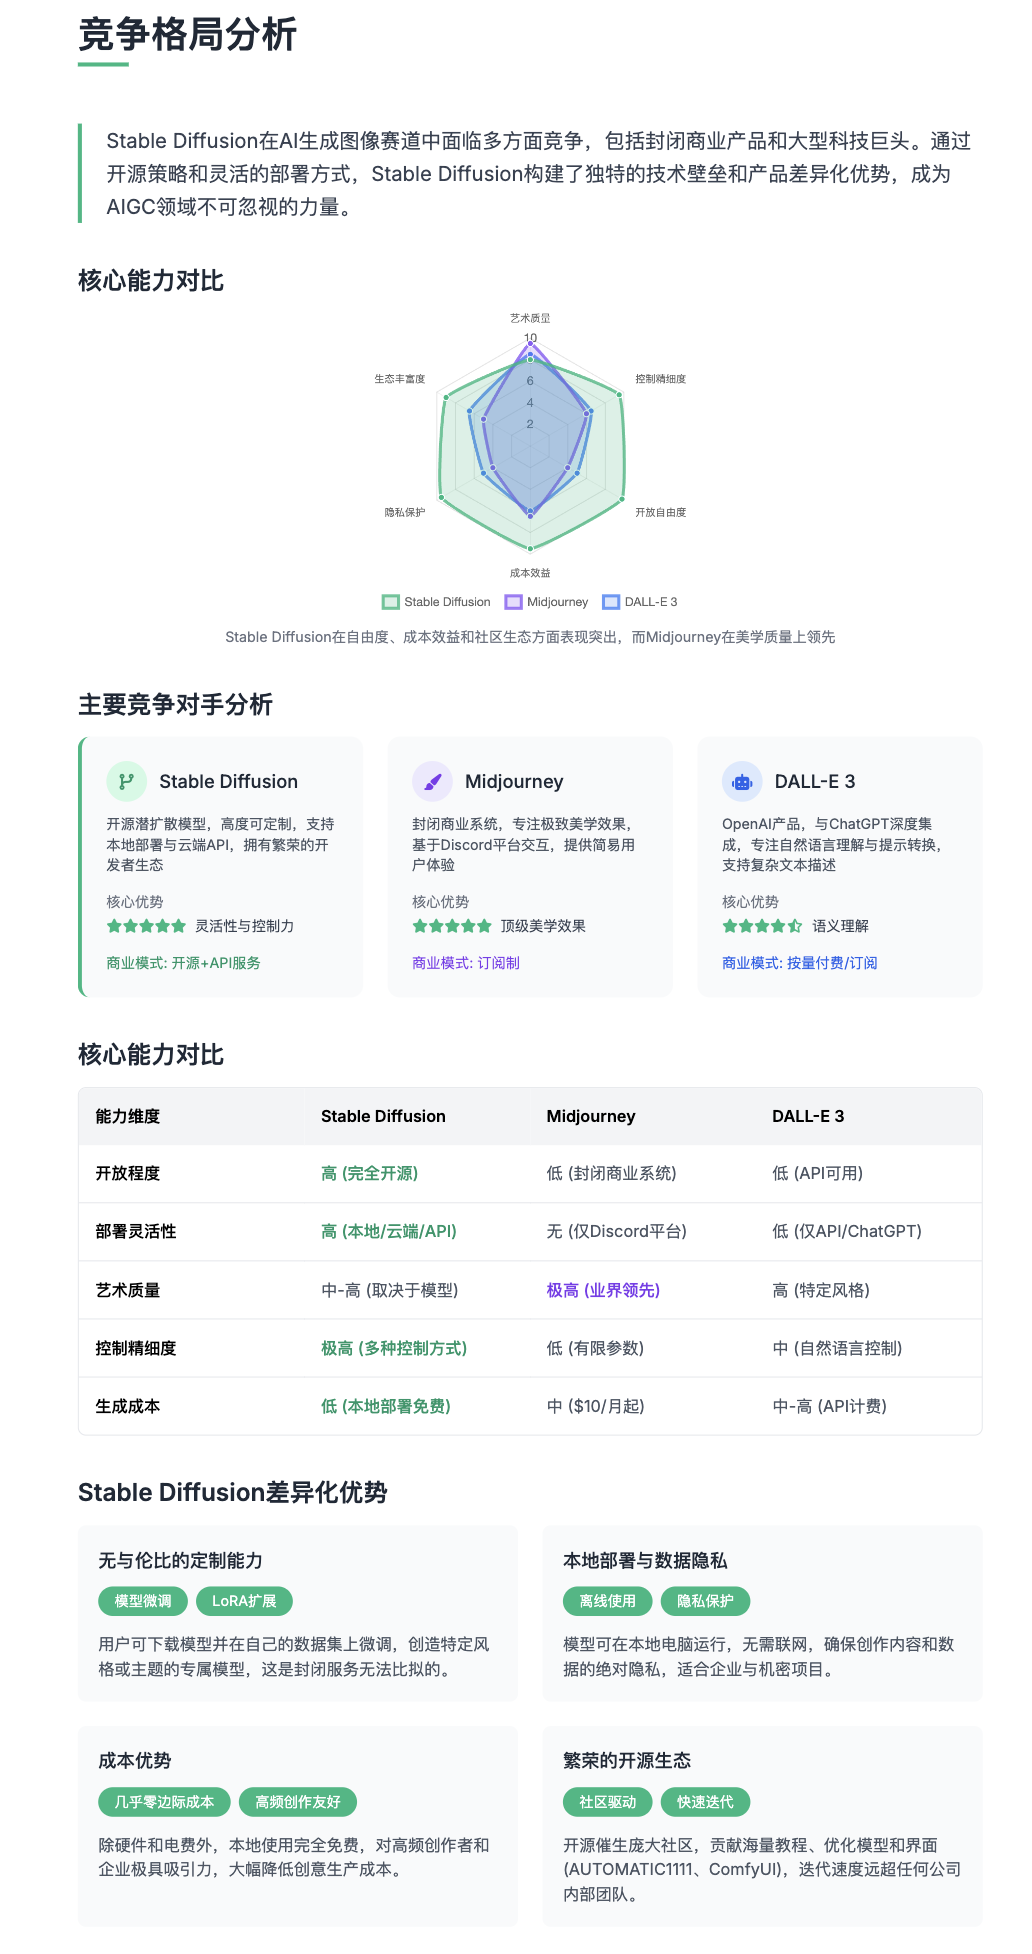 竞争格局分析
Stable Diffusion在AI生成图像赛道中面临多方面竞争，包括封闭商业产品和大型科技巨头。通过
开源策略和灵活的部署方式，Stable Diffusion构建了独特的技术壁垒和产品差异化优势，成为
AIGC领域不可忽视的力量。
核心能力对比
艺术质量
10
生态丰富度
控制精细度
6
4
2
隐私保护
开放自由度
成本效益
Stable Diffusion Midjourney DALL-E 3
Stable Diffusion在自由度、成本效益和社区生态方面表现突出，而Midjourney在美学质量上领先
主要竞争对手分析
Stable Diffusion
开源潜扩散模型，高度可定制，支持
本地部署与云端API，拥有繁荣的开
发者生态
核心优势
灵活性与控制力
商业模式: 开源+API服务
Midjourney
封闭商业系统，专注极致美学效果，
基于Discord平台交互，提供简易用
户体验
核心优势
顶级美学效果
商业模式: 订阅制
DALL-E 3
OpenAI产品，与ChatGPT深度集
成，专注自然语言理解与提示转换，
支持复杂文本描述
核心优势
语义理解
商业模式: 按量付费/订阅
核心能力对比
能力维度 Stable Diffusion Midjourney DALL-E 3
开放程度 高 (完全开源) 低 (封闭商业系统) 低 (API可用)
部署灵活性 高 (本地/云端/API) 无 (仅Discord平台) 低 (仅API/ChatGPT)
艺术质量 中-高 (取决于模型) 极高 (业界领先) 高 (特定风格)
控制精细度 极高 (多种控制方式) 低 (有限参数) 中 (自然语言控制)
生成成本 低 (本地部署免费) 中 ($10/月起) 中-高 (API计费)
Stable Diffusion差异化优势
无与伦比的定制能力
模型微调 LoRA扩展
用户可下载模型并在自己的数据集上微调，创造特定风
格或主题的专属模型，这是封闭服务无法比拟的。
本地部署与数据隐私
离线使用 隐私保护
模型可在本地电脑运行，无需联网，确保创作内容和数
据的绝对隐私，适合企业与机密项目。
成本优势
几乎零边际成本 高频创作友好
除硬件和电费外，本地使用完全免费，对高频创作者和
企业极具吸引力，大幅降低创意生产成本。
繁荣的开源生态
社区驱动 快速迭代
开源催生庞大社区，贡献海量教程、优化模型和界面
(AUTOMATIC1111、ComfyUI)，迭代速度远超任何公司
内部团队。